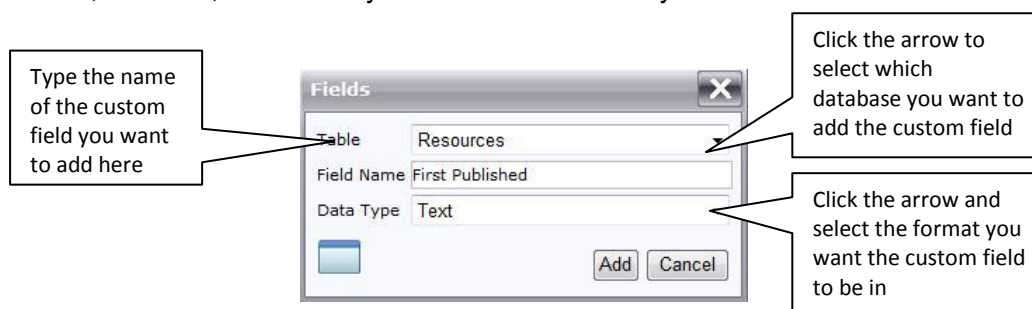 Type the name
of the custom
field you want
to add here
Fields
Table Resources
Field Name First Published
Data Type Text
Add Cancel
Click the arrow to
select which
database you want to
add the custom field
Click the arrow and
select the format you
want the custom field
to be in